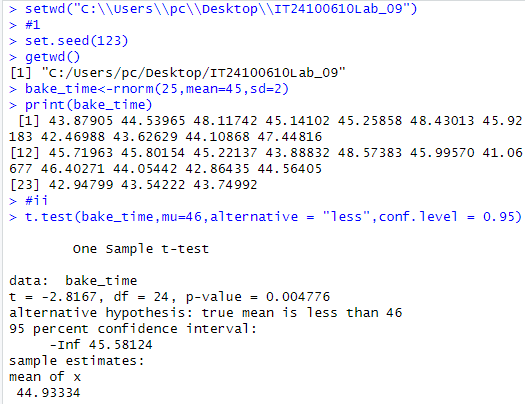 > setwd("C:\\Users\\pc\\Desktop\\IT24100610Lab_09")
> #1
> set.seed(123)
> getwd()
[1] "C:/Users/pc/Desktop/IT24100610Lab_09"
> bake_time<-rnorm(25,mean=45,sd=2)
> print(bake_time)
 [1] 43.87905 44.53965 48.11742 45.14102 45.25858 48.43013 45.92
183 42.46988 43.62629 44.10868 47.44816
[12] 45.71963 45.80154 45.22137 43.88832 48.57383 45.99570 41.06
677 46.40271 44.05442 42.86435 44.56405
[23] 42.94799 43.54222 43.74992
> #ii
> t.test(bake_time,mu=46,alternative = "less",conf.level = 0.95)
One Sample t-test
data:  bake_time
t = -2.8167, df = 24, p-value = 0.004776
alternative hypothesis: true mean is less than 46
95 percent confidence interval:
     -Inf 45.58124
sample estimates:
mean of x
 44.93334